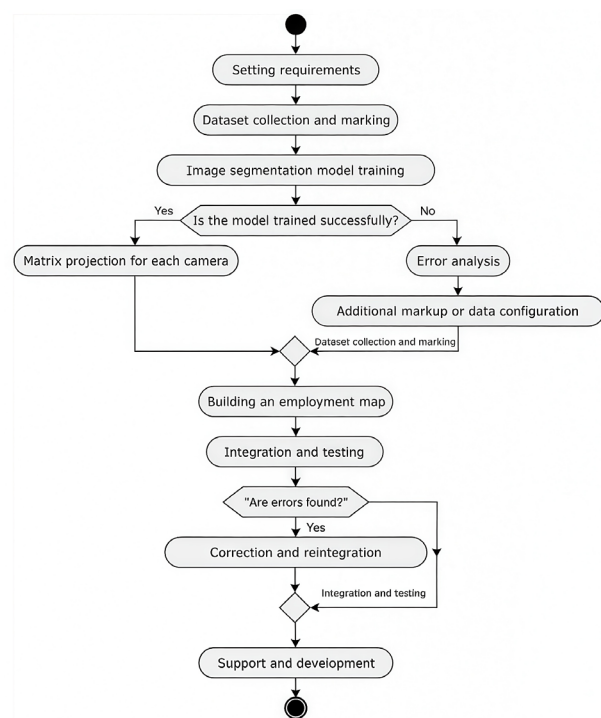 Setting requirements
Dataset collection and marking
Image segmentation model training
Yes
Is the model trained successfully?
No
Matrix projection for each camera
Error analysis
Additional markup or data configuration
Dataset collection and marking
Building an employment map
Integration and testing
"Are errors found?"
Yes
Correction and reintegration
Integration and testing
Support and development